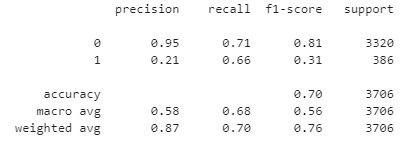 precision recall f1-score support
0 0.95 0.71 0.81 3320
1 0.21 0.66 0.31 386
accuracy 0.70 3706
macro avg 0.58 0.68 0.56 3706
weighted avg 0.87 0.70 0.76 3706